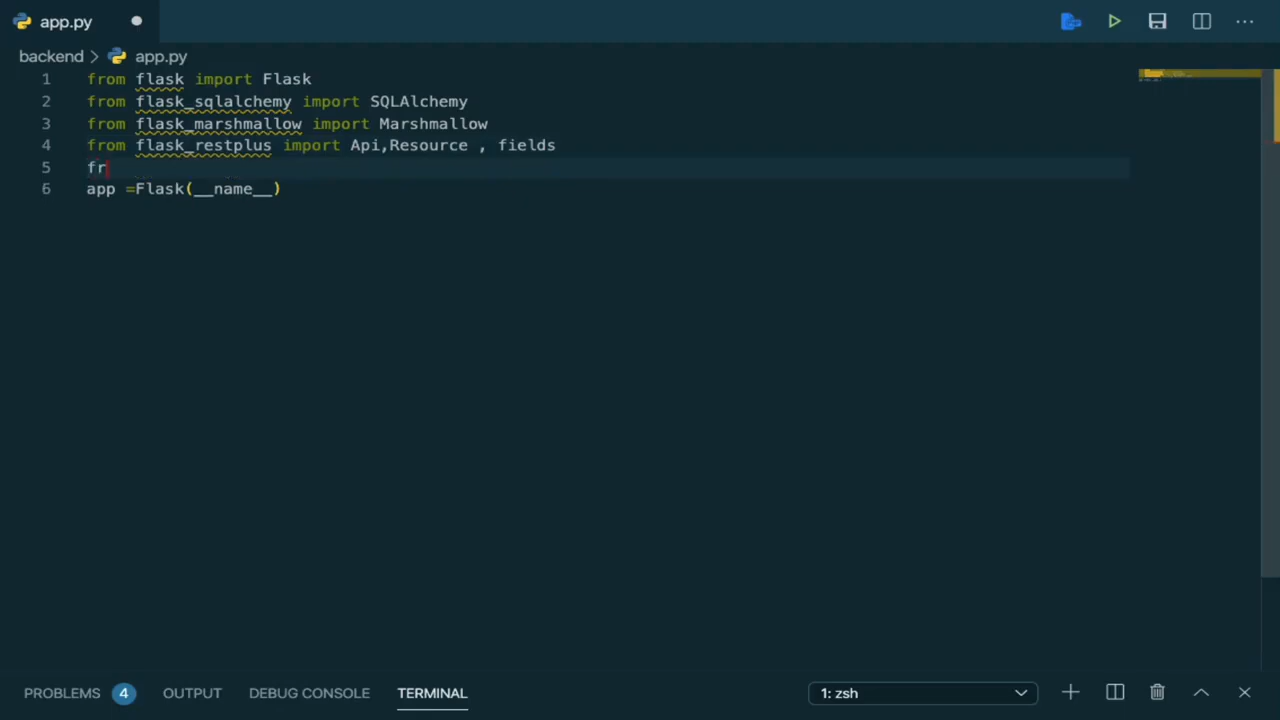 app.py
backend > app.py
1 from flask import Flask
2 from flask_sqlalchemy import SQLAlchemy
3 from flask_marshmallow import Marshmallow
4 from flask_restplus import Api,Resource , fields
5 fr
6 app =Flask(__name__)
PROBLEMS 4 OUTPUT DEBUG CONSOLE TERMINAL 1: zsh